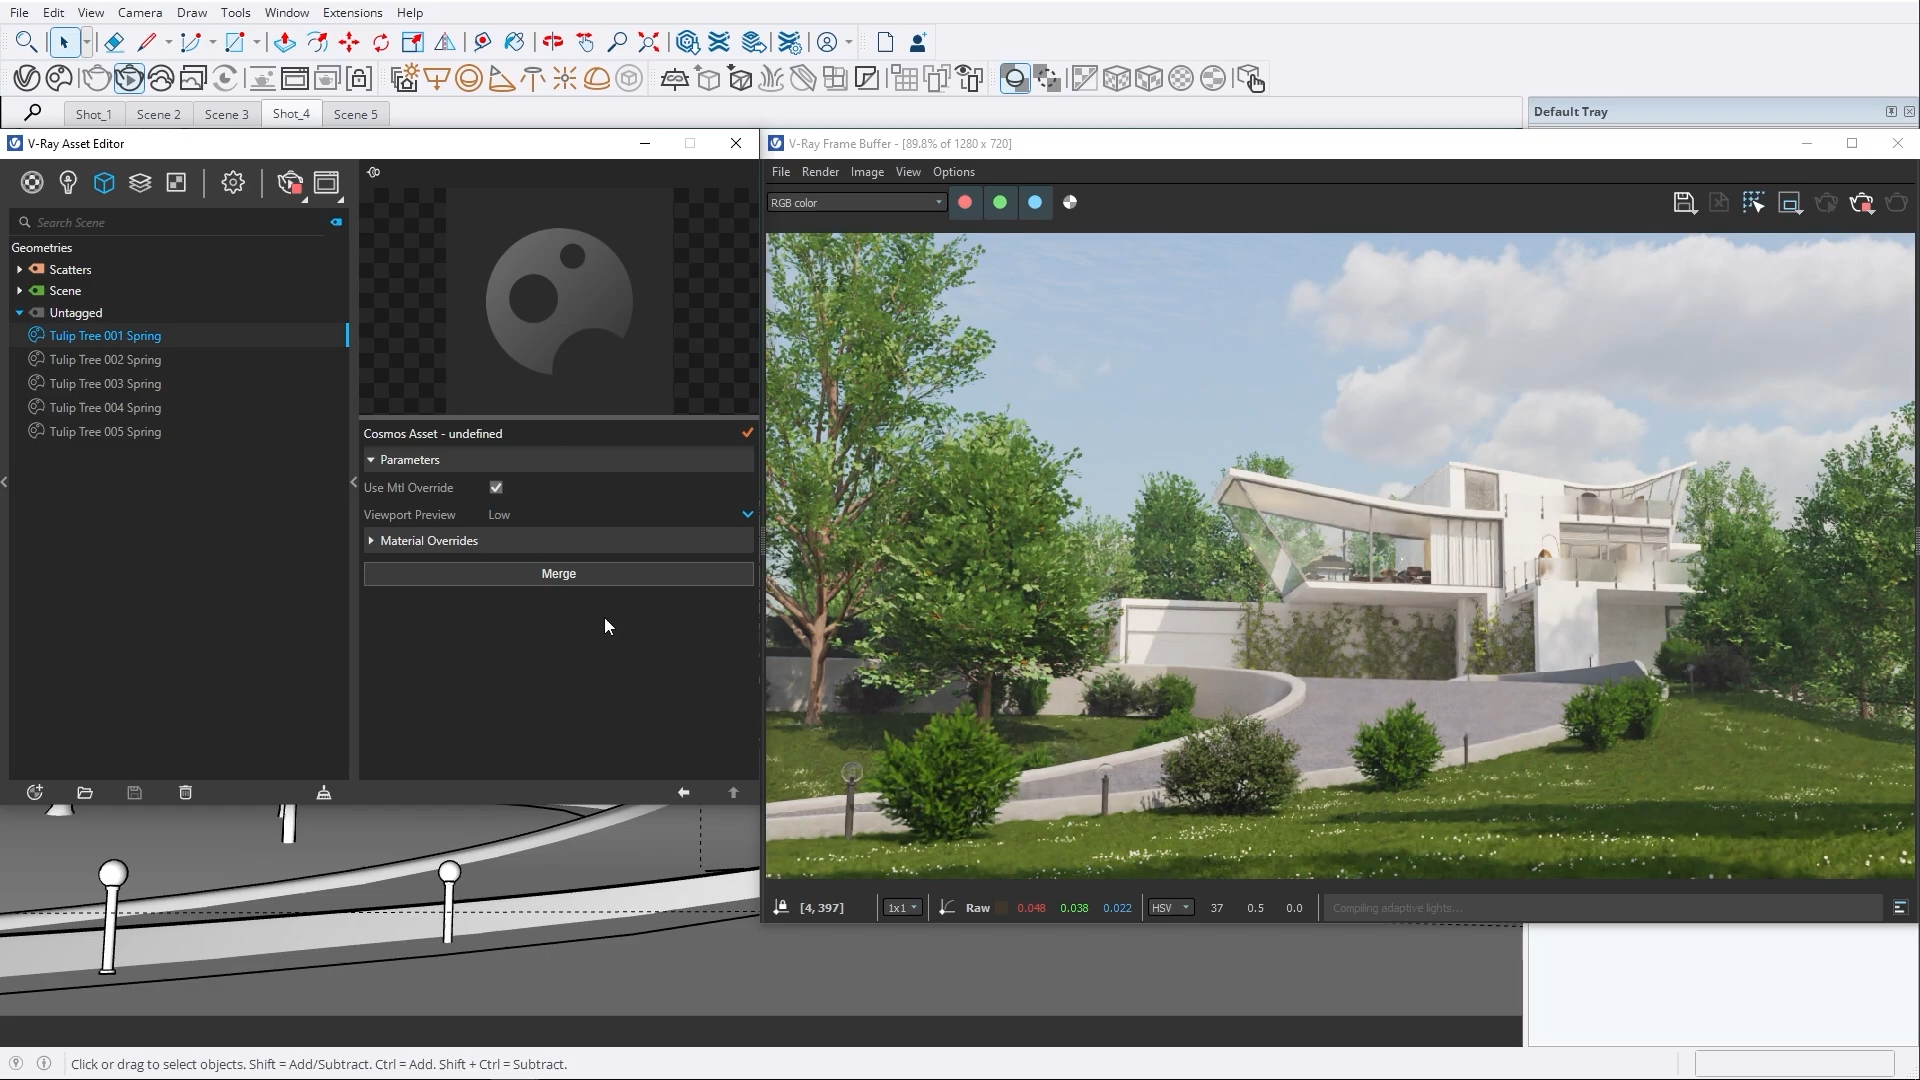 File Edit View Camera Draw Tools Window Extensions Help
Shot_1 Scene 2 Scene 3 Shot_4 Scene 5
Default Tray
V-Ray Asset Editor
V-Ray Frame Buffer - [89.8% of 1280 x 720]
File Render Image View Options
RGB color
Search Scene
Geometries
Scatters
Scene
Untagged
Tulip Tree 001 Spring
Tulip Tree 002 Spring
Tulip Tree 003 Spring
Tulip Tree 004 Spring
Tulip Tree 005 Spring
Cosmos Asset - undefined
Parameters
Use Mtl Override
Viewport Preview Low
Material Overrides
Merge
[4, 397] 1x1 Raw 0.048 0.038 0.022 HSV 37 0.5 0.0 Compiling adaptive lights...
Click or drag to select objects. Shift = Add/Subtract. Ctrl = Add. Shift + Ctrl = Subtract.